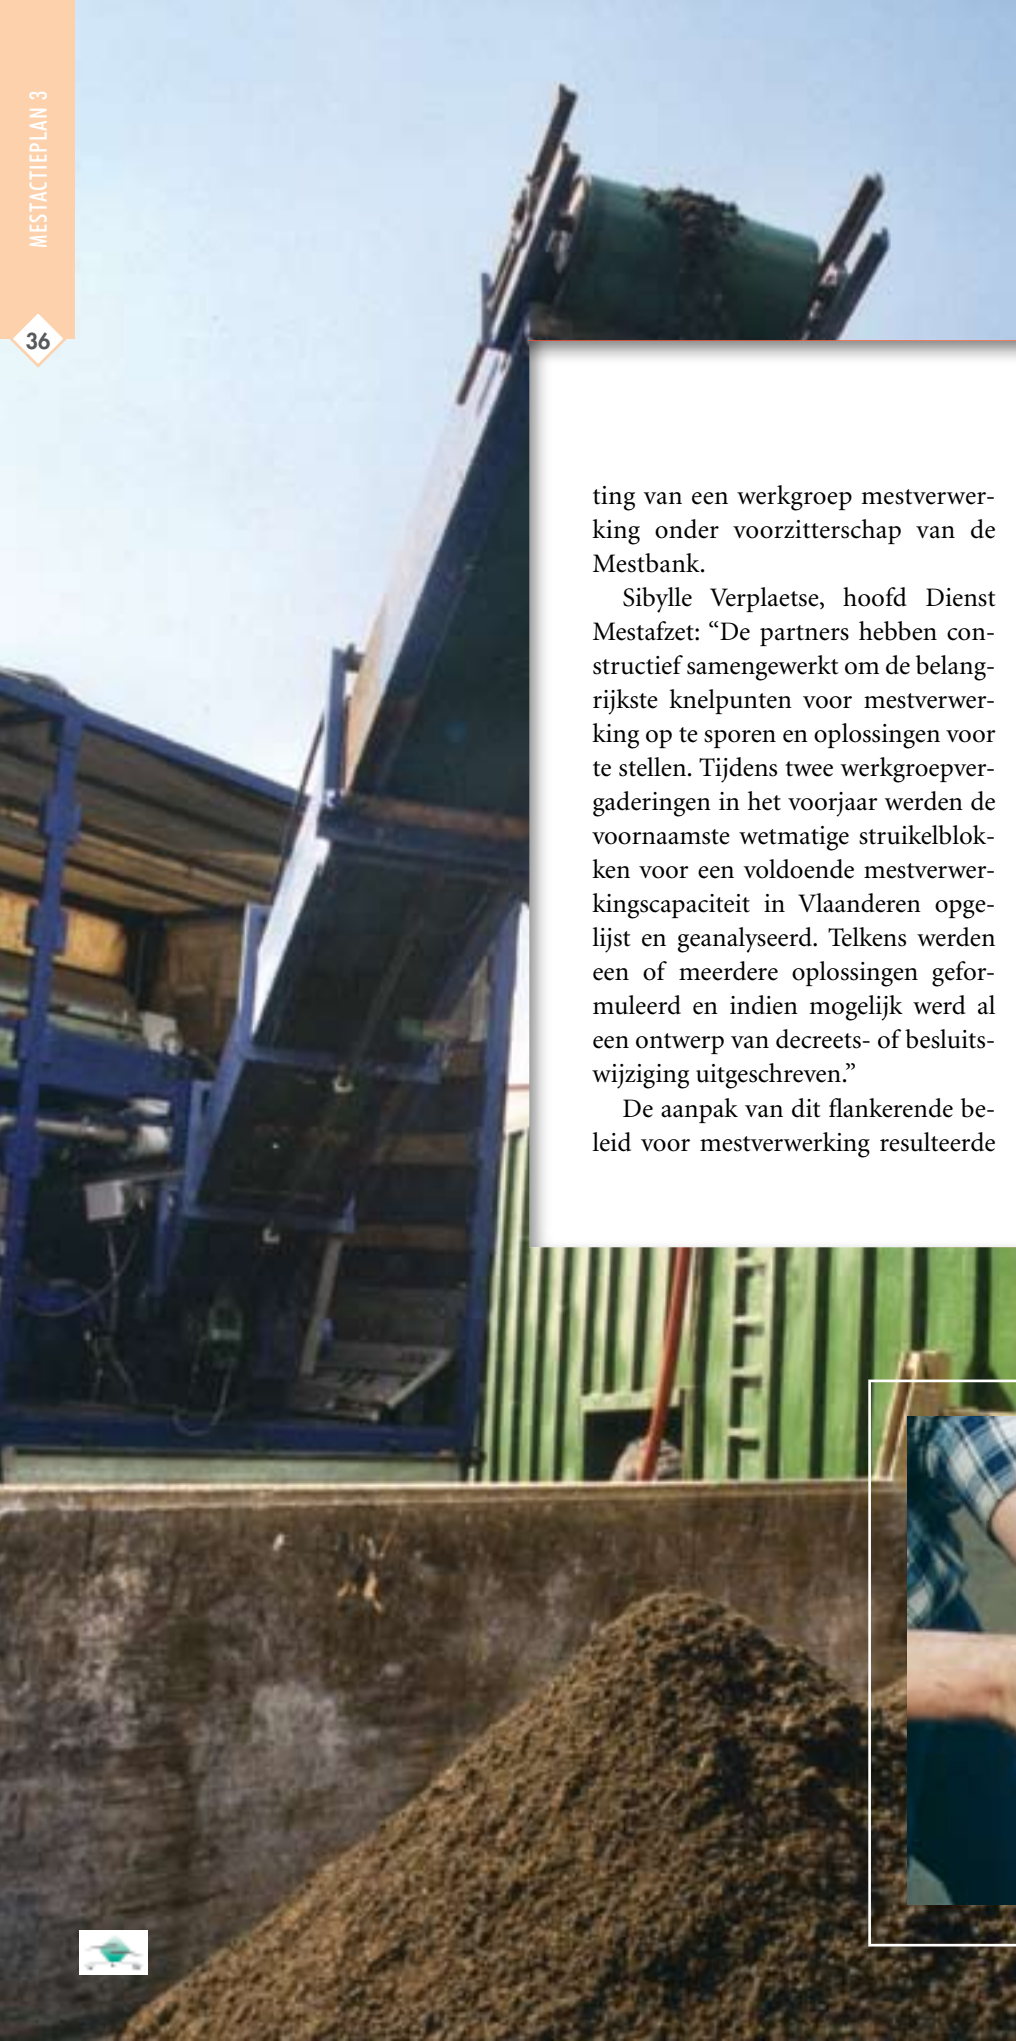 MESTACTIEPLAN 3
36
ting van een werkgroep mestverwer-
king onder voorzitterschap van de
Mestbank.
Sibylle Verplaetse, hoofd Dienst
Mestafzet: “De partners hebben con-
structief samengewerkt om de belang-
rijkste knelpunten voor mestverwer-
king op te sporen en oplossingen voor
te stellen. Tijdens twee werkgroepver-
gaderingen in het voorjaar werden de
voornaamste wetmatige struikelblok-
ken voor een voldoende mestverwer-
kingscapaciteit in Vlaanderen opge-
lijst en geanalyseerd. Telkens werden
een of meerdere oplossingen gefor-
muleerd en indien mogelijk werd al
een ontwerp van decreets- of besluits-
wijziging uitgeschreven.”
De aanpak van dit flankerende be-
leid voor mestverwerking resulteerde